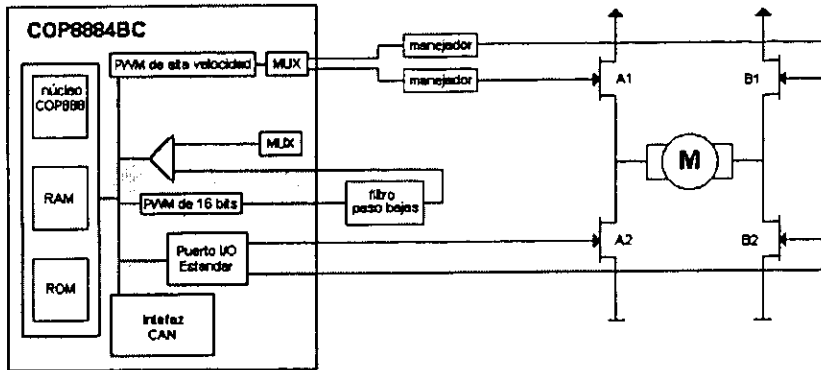 COP8884BC
PWM de alta velocidad
MUX
manejador
manejador
A1
B1
núcleo
COP888
MUX
M
RAM
PWM de 16 bits
filtro
paso bajas
Puerto I/O
Estandar
A2
B2
ROM
Intefaz
CAN